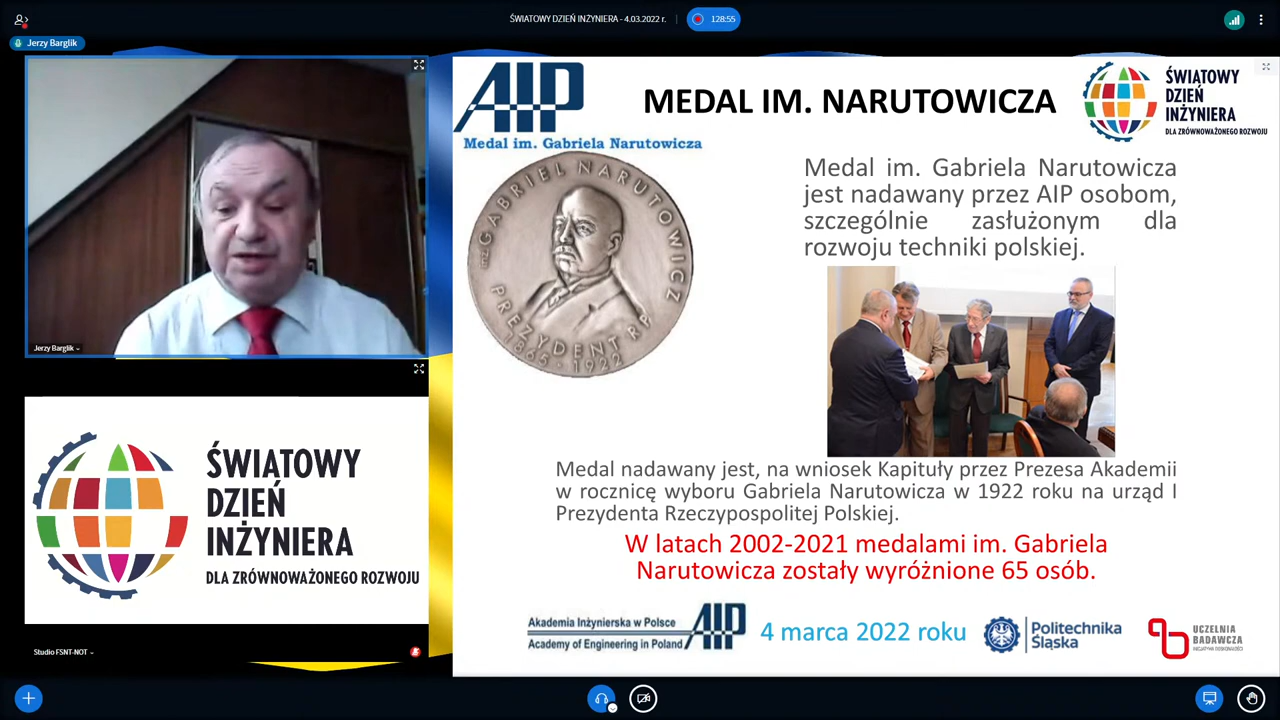 ŚWIATOWY DZIEŃ INŻYNIERA - 4.03.2022 r.
128:55
Jerzy Barglik
Jerzy Barglik
ŚWIATOWY
DZIEŃ
INŻYNIERA
DLA ZRÓWNOWAŻONEGO ROZWOJU
Studio FSNT-NOT
AIP
Medal im. Gabriela Narutowicza
MEDAL IM. NARUTOWICZA
ŚWIATOWY
DZIEŃ
INŻYNIERA
DLA ZRÓWNOWAŻONEGO ROZWOJU
GABRIEL NARUTOWICZ
PREZYDENT RP
1865 - 1922
Medal im. Gabriela Narutowicza
jest nadawany przez AIP osobom,
szczególnie zasłużonym dla
rozwoju techniki polskiej.
Medal nadawany jest, na wniosek Kapituły przez Prezesa Akademii
w rocznicę wyboru Gabriela Narutowicza w 1922 roku na urząd I
Prezydenta Rzeczypospolitej Polskiej.
W latach 2002-2021 medalami im. Gabriela
Narutowicza zostały wyróżnione 65 osób.
Akademia Inżynierska w Polsce
Academy of Engineering in Poland
AIP
4 marca 2022 roku
Politechnika
Śląska
UCZELNIA
BADAWCZA
INICJATYWA DOSKONAŁOŚCI